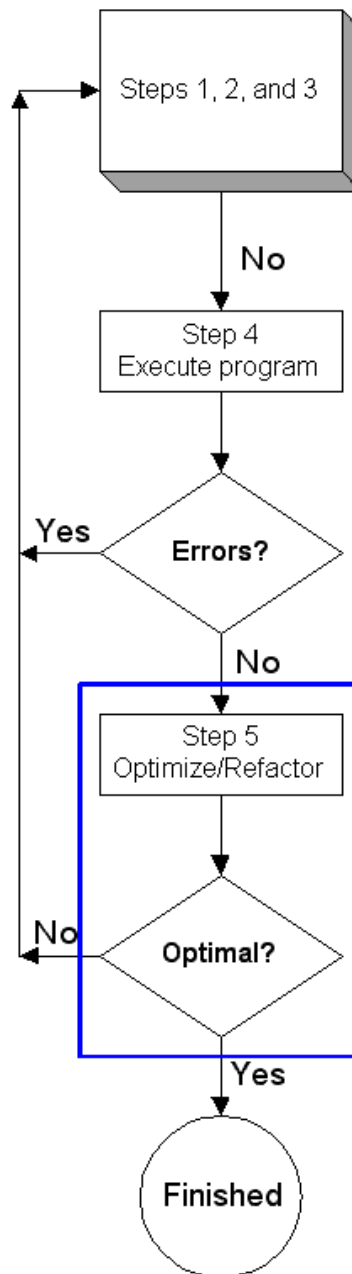 Steps 1, 2, and 3
No
Step 4
Execute program
Yes
Errors?
No
Step 5
Optimize/Refactor
No
Optimal?
Yes
Finished